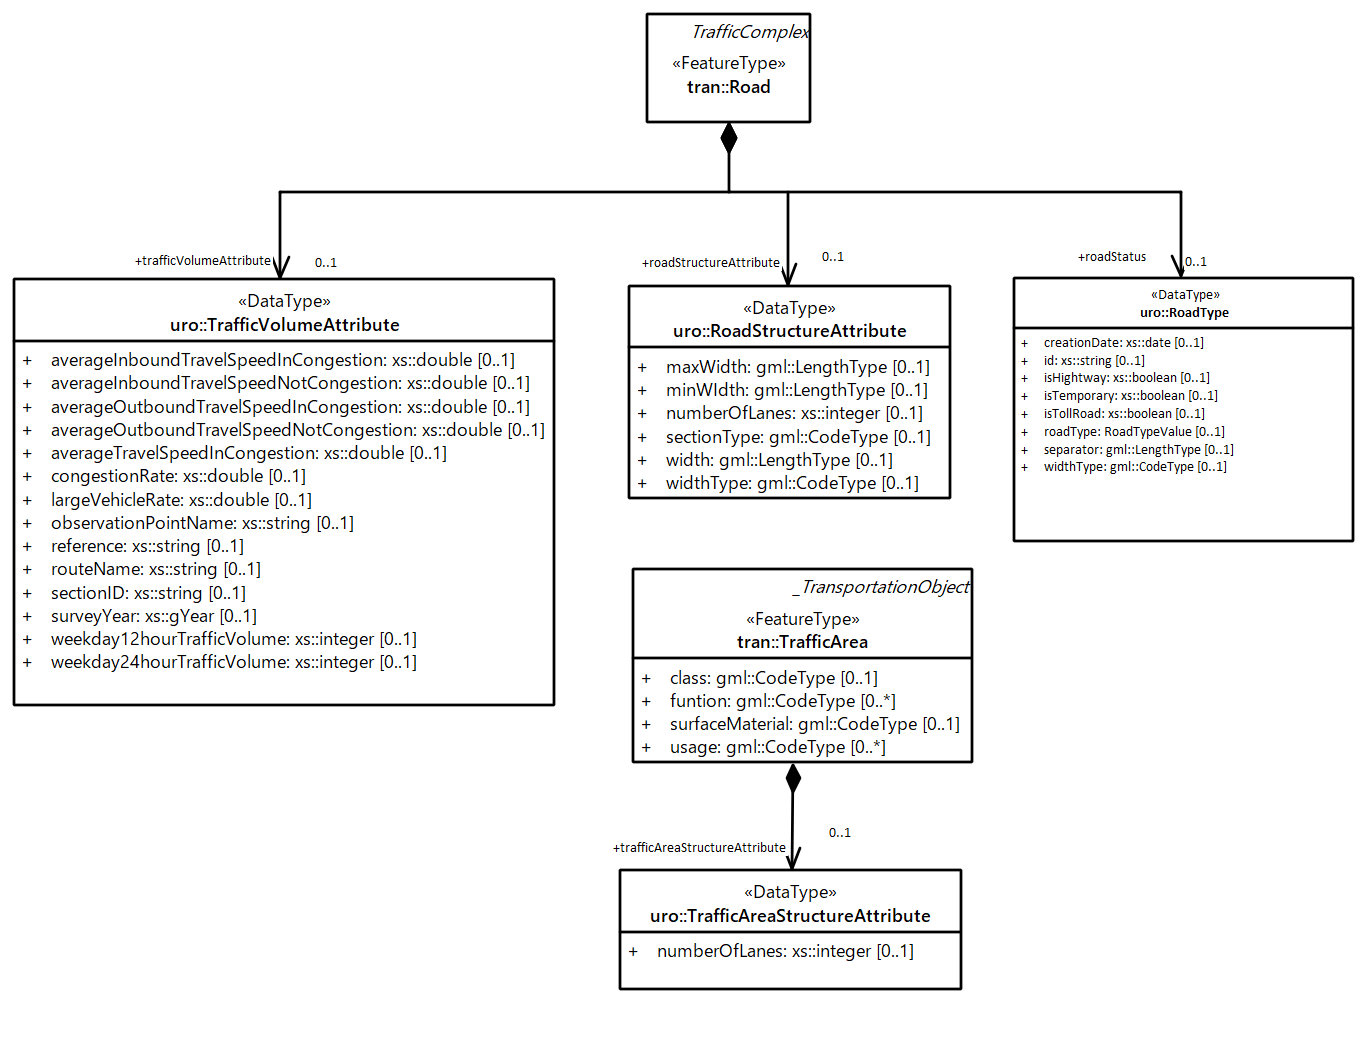 TrafficComplex
«FeatureType»
tran::Road
+trafficVolumeAttribute
0..1
+roadStructureAttribute
0..1
+roadStatus
0..1
«DataType»
uro::TrafficVolumeAttribute
+ averageInboundTravelSpeedInCongestion: xs::double [0..1]
+ averageInboundTravelSpeedNotCongestion: xs::double [0..1]
+ averageOutboundTravelSpeedInCongestion: xs::double [0..1]
+ averageOutboundTravelSpeedNotCongestion: xs::double [0..1]
+ averageTravelSpeedInCongestion: xs::double [0..1]
+ congestionRate: xs::double [0..1]
+ largeVehicleRate: xs::double [0..1]
+ observationPointName: xs::string [0..1]
+ reference: xs::string [0..1]
+ routeName: xs::string [0..1]
+ sectionID: xs::string [0..1]
+ surveyYear: xs::gYear [0..1]
+ weekday12hourTrafficVolume: xs::integer [0..1]
+ weekday24hourTrafficVolume: xs::integer [0..1]
«DataType»
uro::RoadStructureAttribute
+ maxWidth: gml::LengthType [0..1]
+ minWIdth: gml::LengthType [0..1]
+ numberOfLanes: xs::integer [0..1]
+ sectionType: gml::CodeType [0..1]
+ width: gml::LengthType [0..1]
+ widthType: gml::CodeType [0..1]
«DataType»
uro::RoadType
+ creationDate: xs::date [0..1]
+ id: xs::string [0..1]
+ isHightway: xs::boolean [0..1]
+ isTemporary: xs::boolean [0..1]
+ isTollRoad: xs::boolean [0..1]
+ roadType: RoadTypeValue [0..1]
+ separator: gml::LengthType [0..1]
+ widthType: gml::CodeType [0..1]
_TransportationObject
«FeatureType»
tran::TrafficArea
+ class: gml::CodeType [0..1]
+ funtion: gml::CodeType [0..*]
+ surfaceMaterial: gml::CodeType [0..1]
+ usage: gml::CodeType [0..*]
+trafficAreaStructureAttribute
0..1
«DataType»
uro::TrafficAreaStructureAttribute
+ numberOfLanes: xs::integer [0..1]